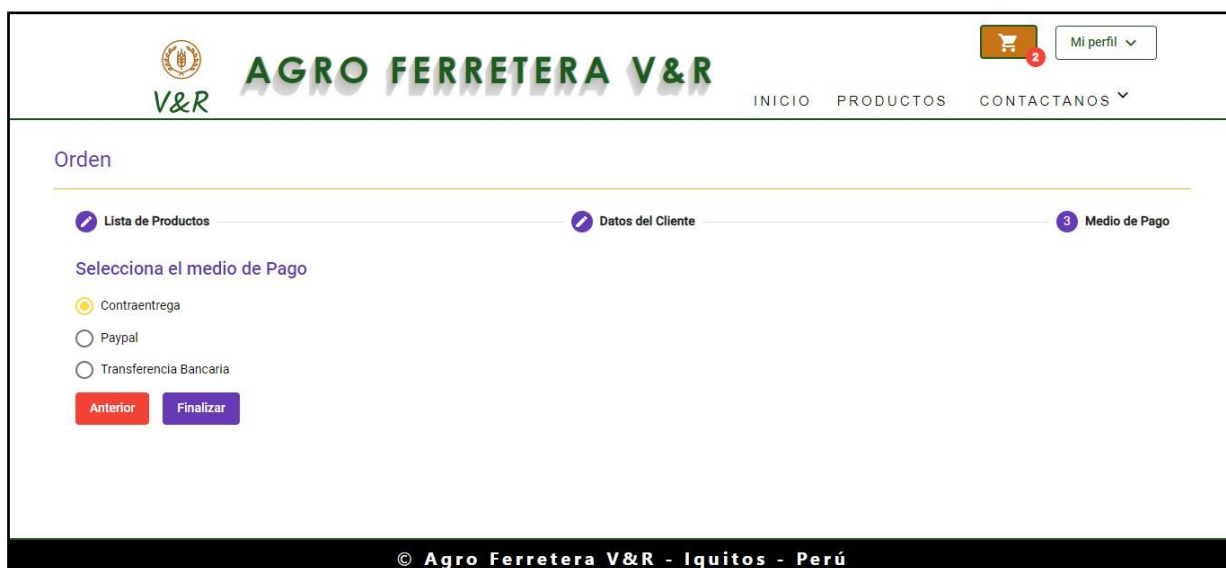 2
Mi perfil
AGRO FERRETERA V&R
V&R
INICIO PRODUCTOS CONTACTANOS
Orden
Lista de Productos Datos del Cliente 3 Medio de Pago
Selecciona el medio de Pago
Contraentrega
Paypal
Transferencia Bancaria
Anterior Finalizar
© Agro Ferretera V&R - Iquitos - Perú